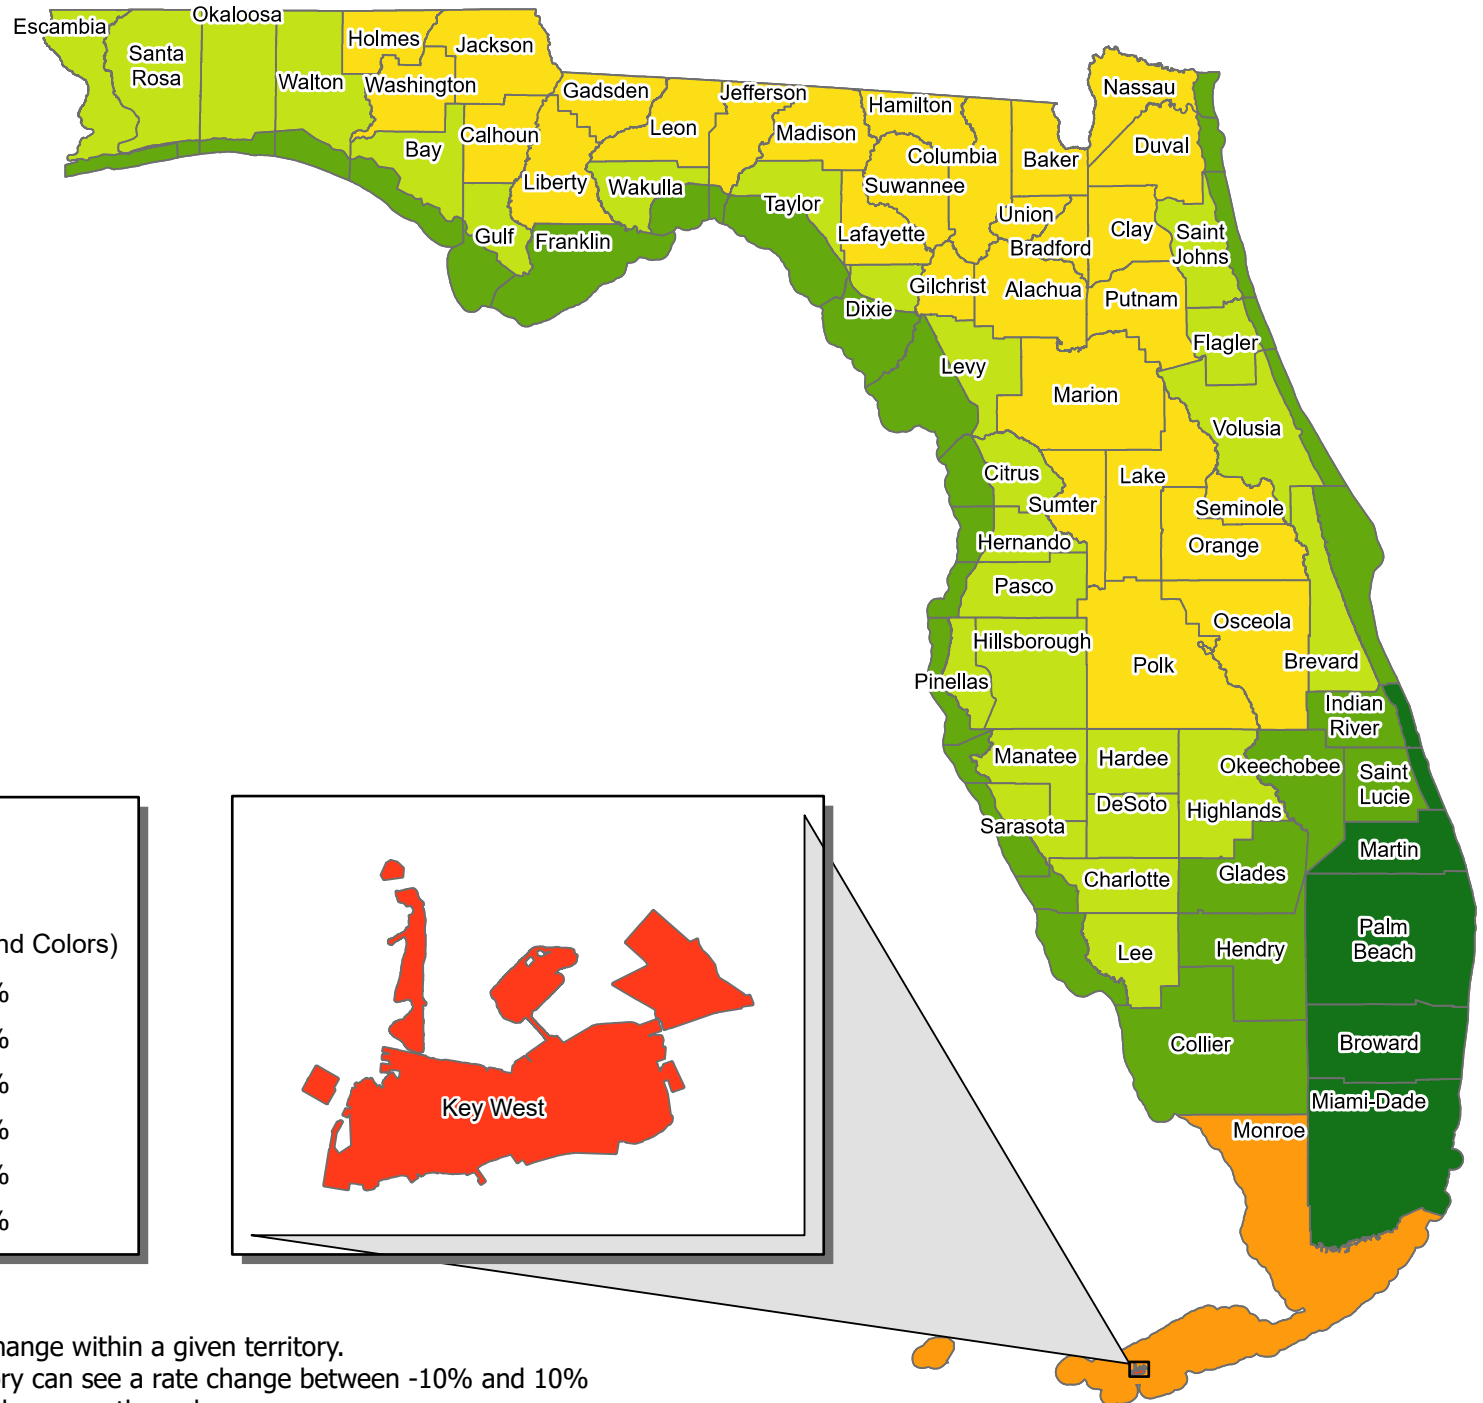 Escambia
Okaloosa
Santa
Rosa
Walton
Holmes
Jackson
Washington
Gadsden
Jefferson
Hamilton
Nassau
Calhoun
Leon
Madison
Duval
Bay
Columbia
Baker
Liberty
Wakulla
Suwannee
Taylor
Union
Gulf
Franklin
Lafayette
Bradford
Clay
Saint
Johns
Gilchrist
Alachua
Putnam
Dixie
Flagler
Levy
Marion
Volusia
Citrus
Lake
Sumter
Seminole
Hernando
Orange
Pasco
Osceola
Hillsborough
Polk
Brevard
Pinellas
Indian
River
Manatee
Hardee
Okeechobee
Saint
Lucie
DeSoto
Highlands
Sarasota
Martin
Charlotte
Glades
Palm
Beach
Lee
Hendry
Collier
Broward
Miami-Dade
Monroe
Key West
nd Colors)
%
%
%
%
%
%
hange within a given territory.
ory can see a rate change between -10% and 10%